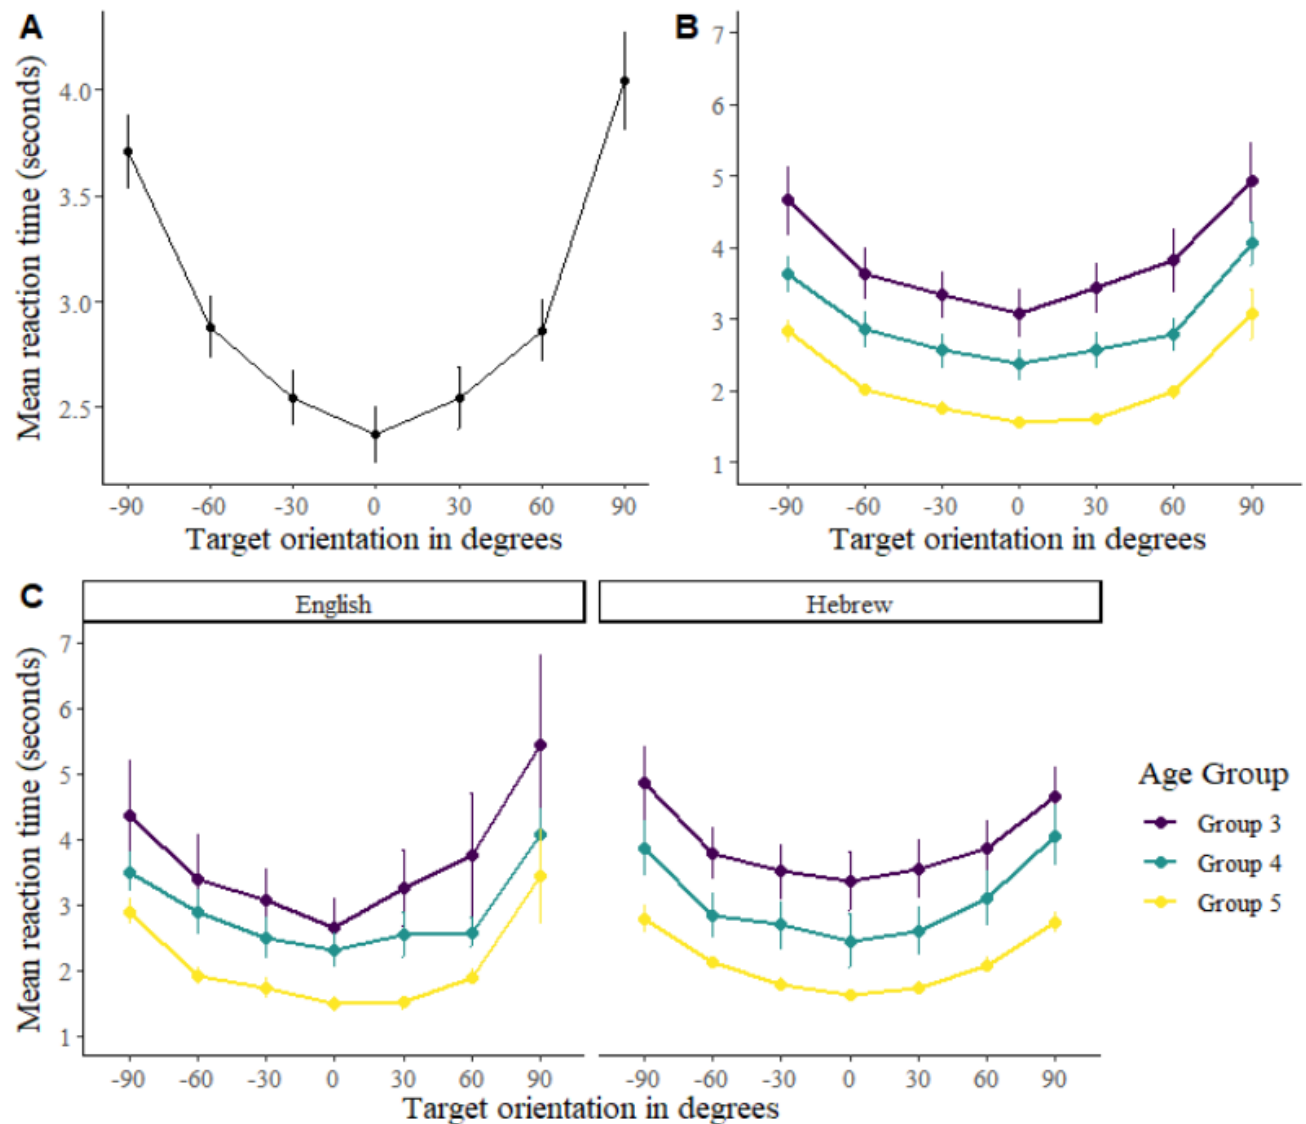 A
Mean reaction time (seconds)
4.0
3.5
3.0
2.5
-90 -60 -30 0 30 60 90
Target orientation in degrees
B
7
6
5
4
3
2
1
-90 -60 -30 0 30 60 90
Target orientation in degrees
C
English
Hebrew
Mean reaction time (seconds)
7
6
5
4
3
2
1
-90 -60 -30 0 30 60 90
-90 -60 -30 0 30 60 90
Target orientation in degrees
Age Group
Group 3
Group 4
Group 5